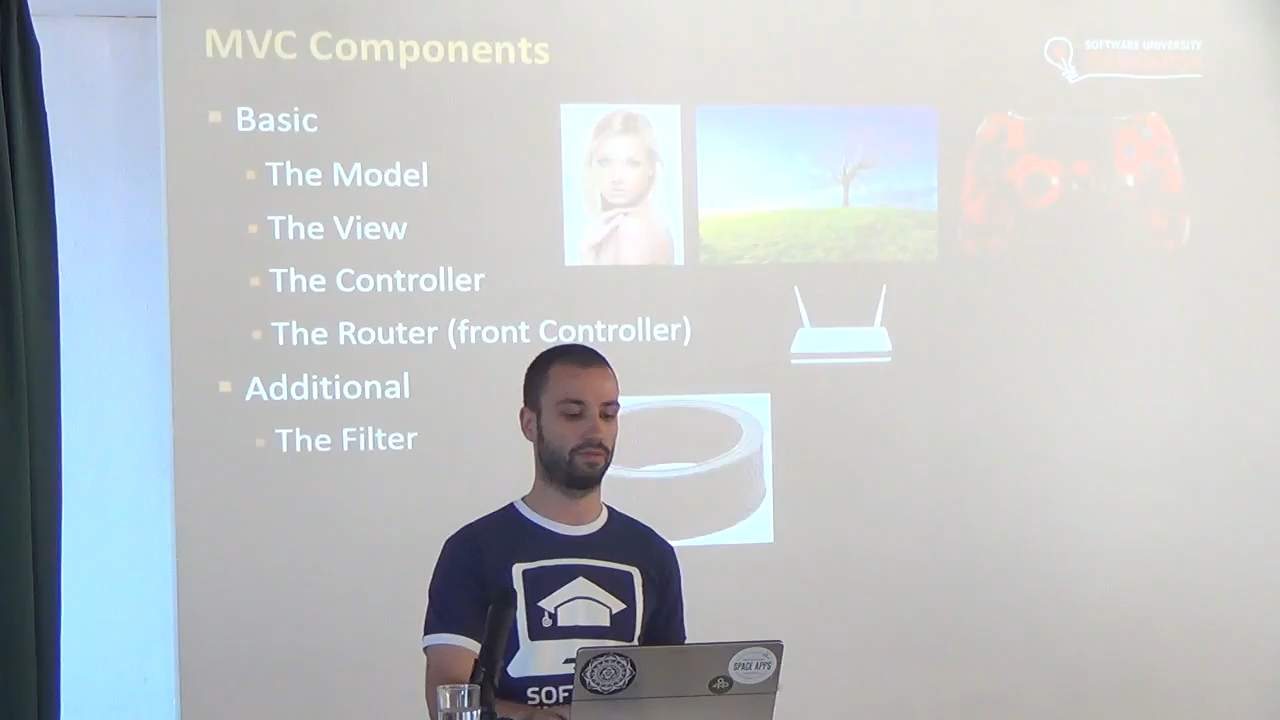 MVC Components
SOFTWARE UNIVERSITY
Basic
The Model
The View
The Controller
The Router (front Controller)
Additional
The Filter
SOF
SPACE APPS